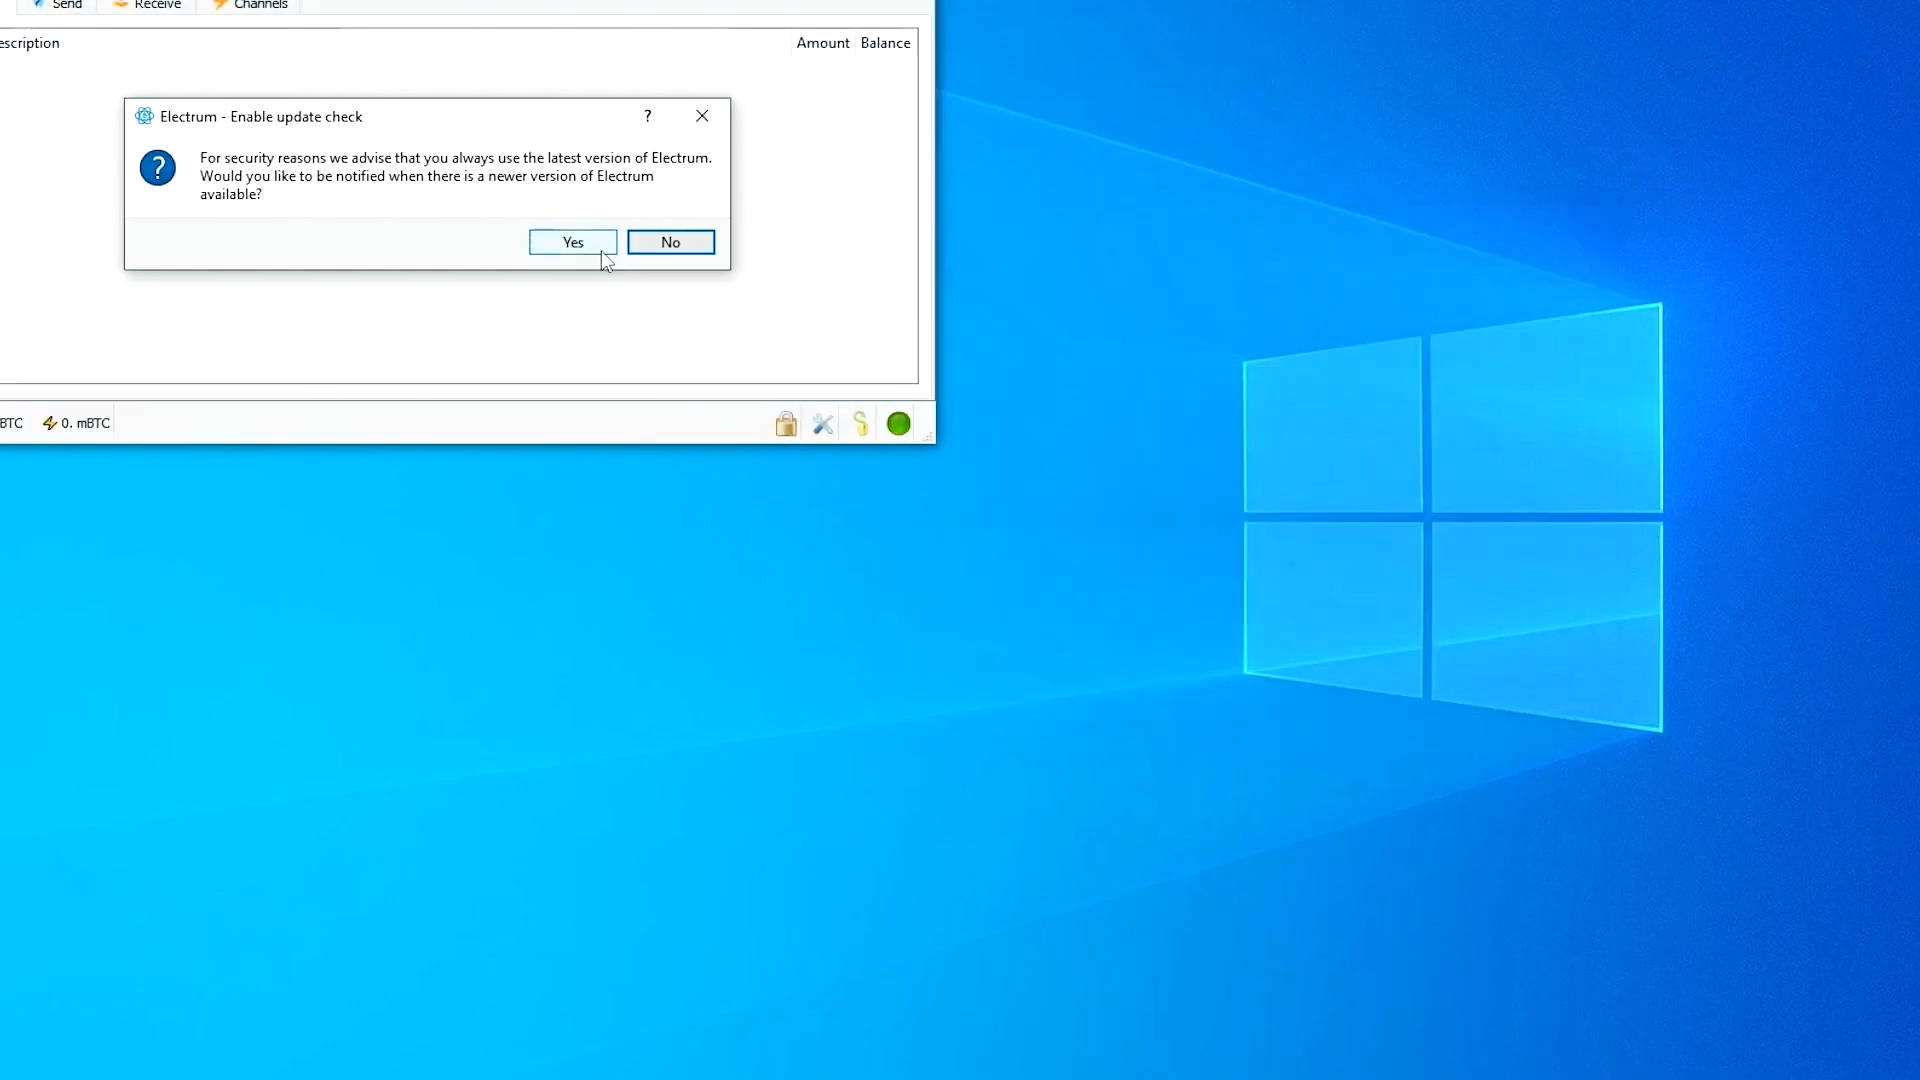 Send Receive Channels
escription Amount Balance
Electrum - Enable update check
For security reasons we advise that you always use the latest version of Electrum.
Would you like to be notified when there is a newer version of Electrum
available?
Yes No
BTC 0. mBTC